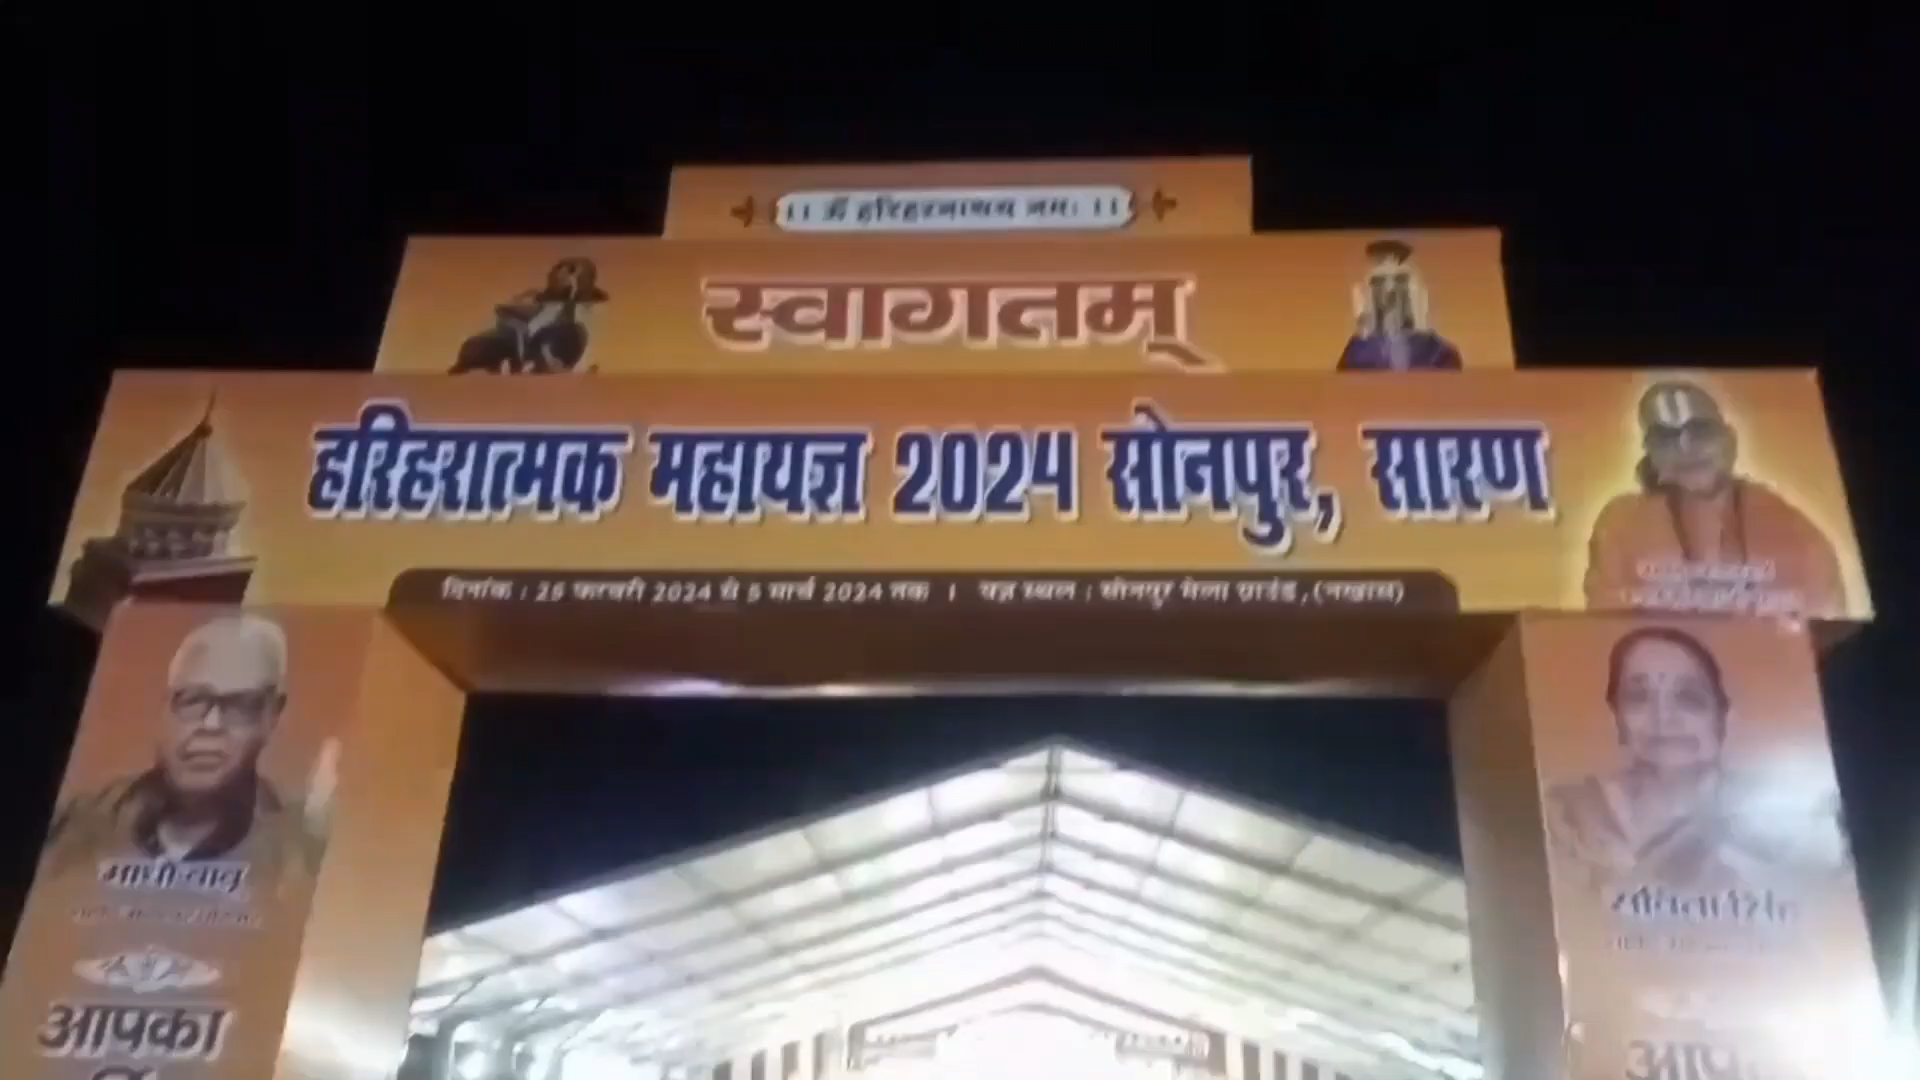 ।। ॐ हरिहरनाथाय नमः ।।
स्वागतम्
हरिहरात्मक महायज्ञ 2024 सोनपुर, सारण
दिनांक : 25 फरवरी 2024 से 5 मार्च 2024 तक । यज्ञ स्थल : सोनपुर मेला ग्राउंड, (नखास)
आपका